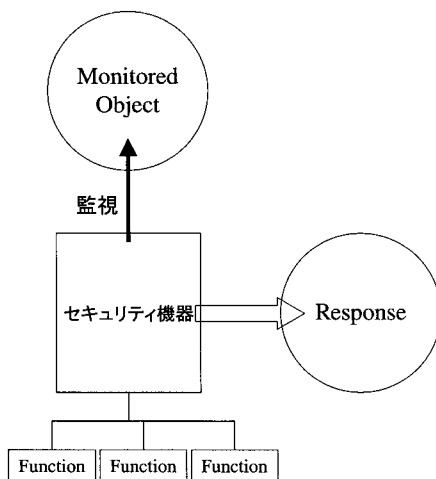 Monitored
Object
監視
セキュリティ機器
Response
Function
Function
Function